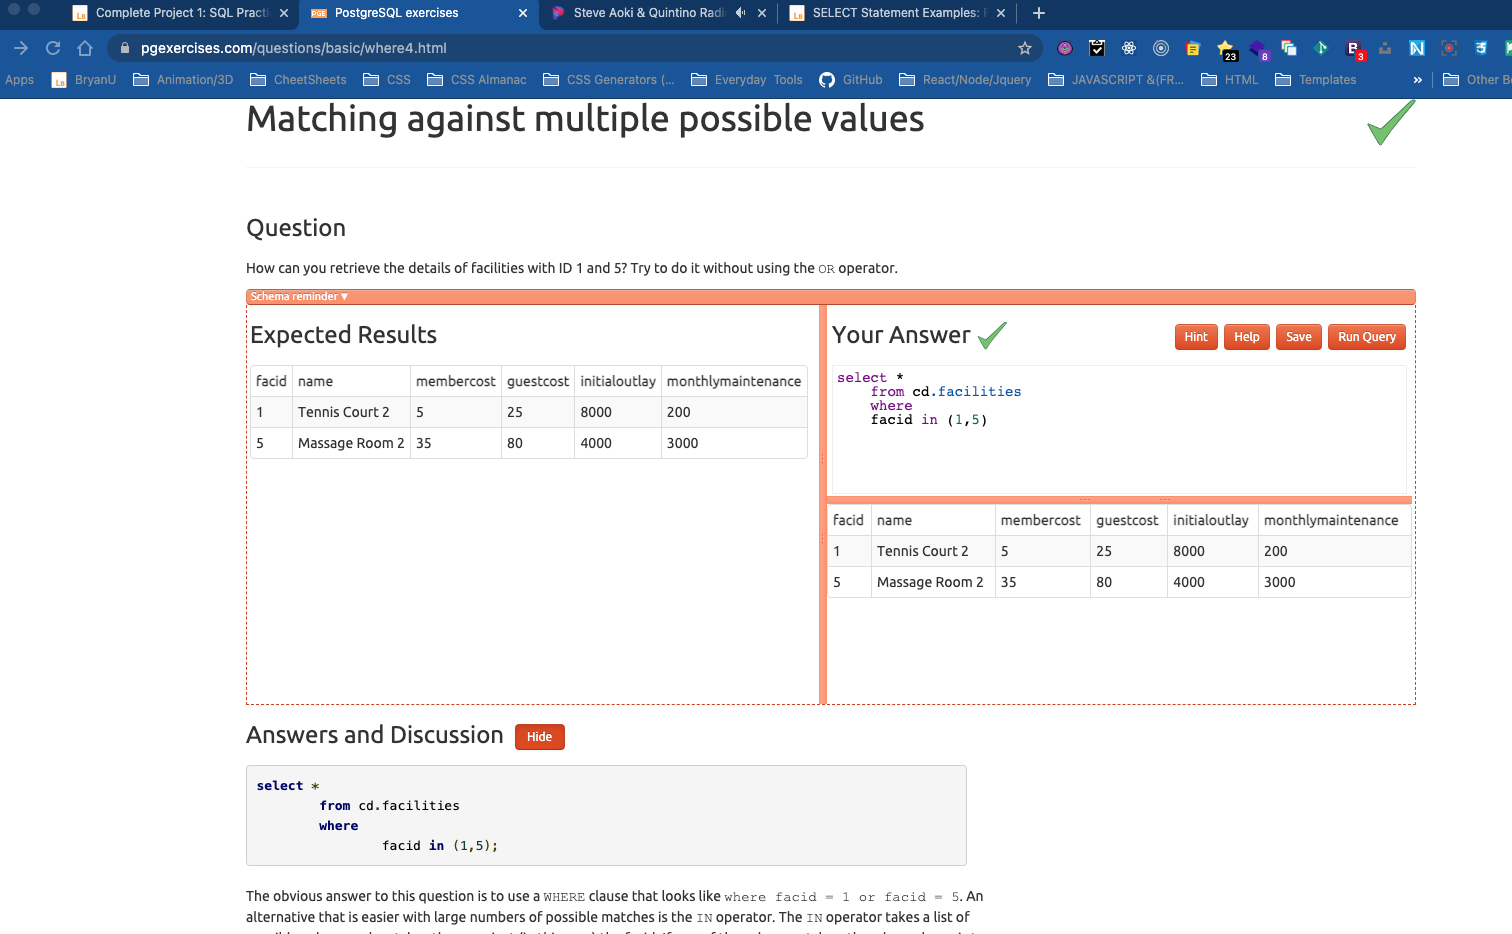 Complete Project 1: SQL Practi
PostgreSQL exercises
Steve Aoki & Quintino Radi
SELECT Statement Examples:
pgexercises.com/questions/basic/where4.html
23
8
B
3
N
Apps
BryanU
Animation/3D
CheetSheets
CSS
CSS Almanac
CSS Generators (...
Everyday Tools
GitHub
React/Node/Jquery
JAVASCRIPT &(FR...
HTML
Templates
»
Other Bo
Matching against multiple possible values
Question
How can you retrieve the details of facilities with ID 1 and 5? Try to do it without using the OR operator.
Schema reminder ▼
Expected Results
facid name membercost guestcost initialoutlay monthlymaintenance
1 Tennis Court 2 5 25 8000 200
5 Massage Room 2 35 80 4000 3000
Your Answer
Hint Help Save Run Query
select *
from cd.facilities
where
facid in (1,5)
facid name membercost guestcost initialoutlay monthlymaintenance
1 Tennis Court 2 5 25 8000 200
5 Massage Room 2 35 80 4000 3000
Answers and Discussion Hide
select *
from cd.facilities
where
facid in (1,5);
The obvious answer to this question is to use a WHERE clause that looks like where facid = 1 or facid = 5. An
alternative that is easier with large numbers of possible matches is the IN operator. The IN operator takes a list of